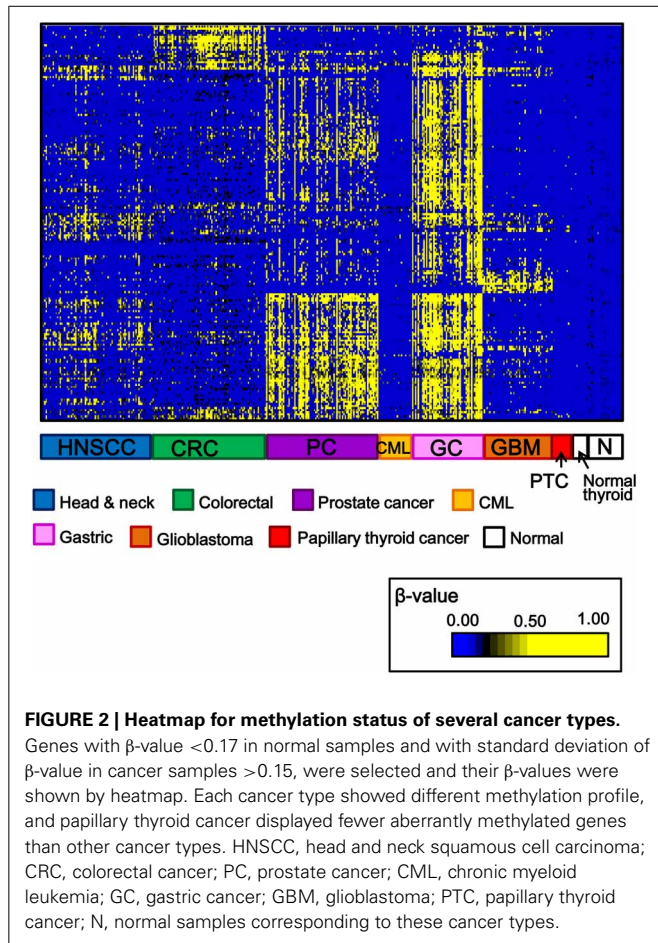 HNSCC CRC PC CML GC GBM N
PTC Normal
thyroid
Head & neck Colorectal Prostate cancer CML
Gastric Glioblastoma Papillary thyroid cancer Normal
β-value
0.00 0.50 1.00
FIGURE 2 | Heatmap for methylation status of several cancer types.
Genes with β-value <0.17 in normal samples and with standard deviation of
β-value in cancer samples >0.15, were selected and their β-values were
shown by heatmap. Each cancer type showed different methylation profile,
and papillary thyroid cancer displayed fewer aberrantly methylated genes
than other cancer types. HNSCC, head and neck squamous cell carcinoma;
CRC, colorectal cancer; PC, prostate cancer; CML, chronic myeloid
leukemia; GC, gastric cancer; GBM, glioblastoma; PTC, papillary thyroid
cancer; N, normal samples corresponding to these cancer types.